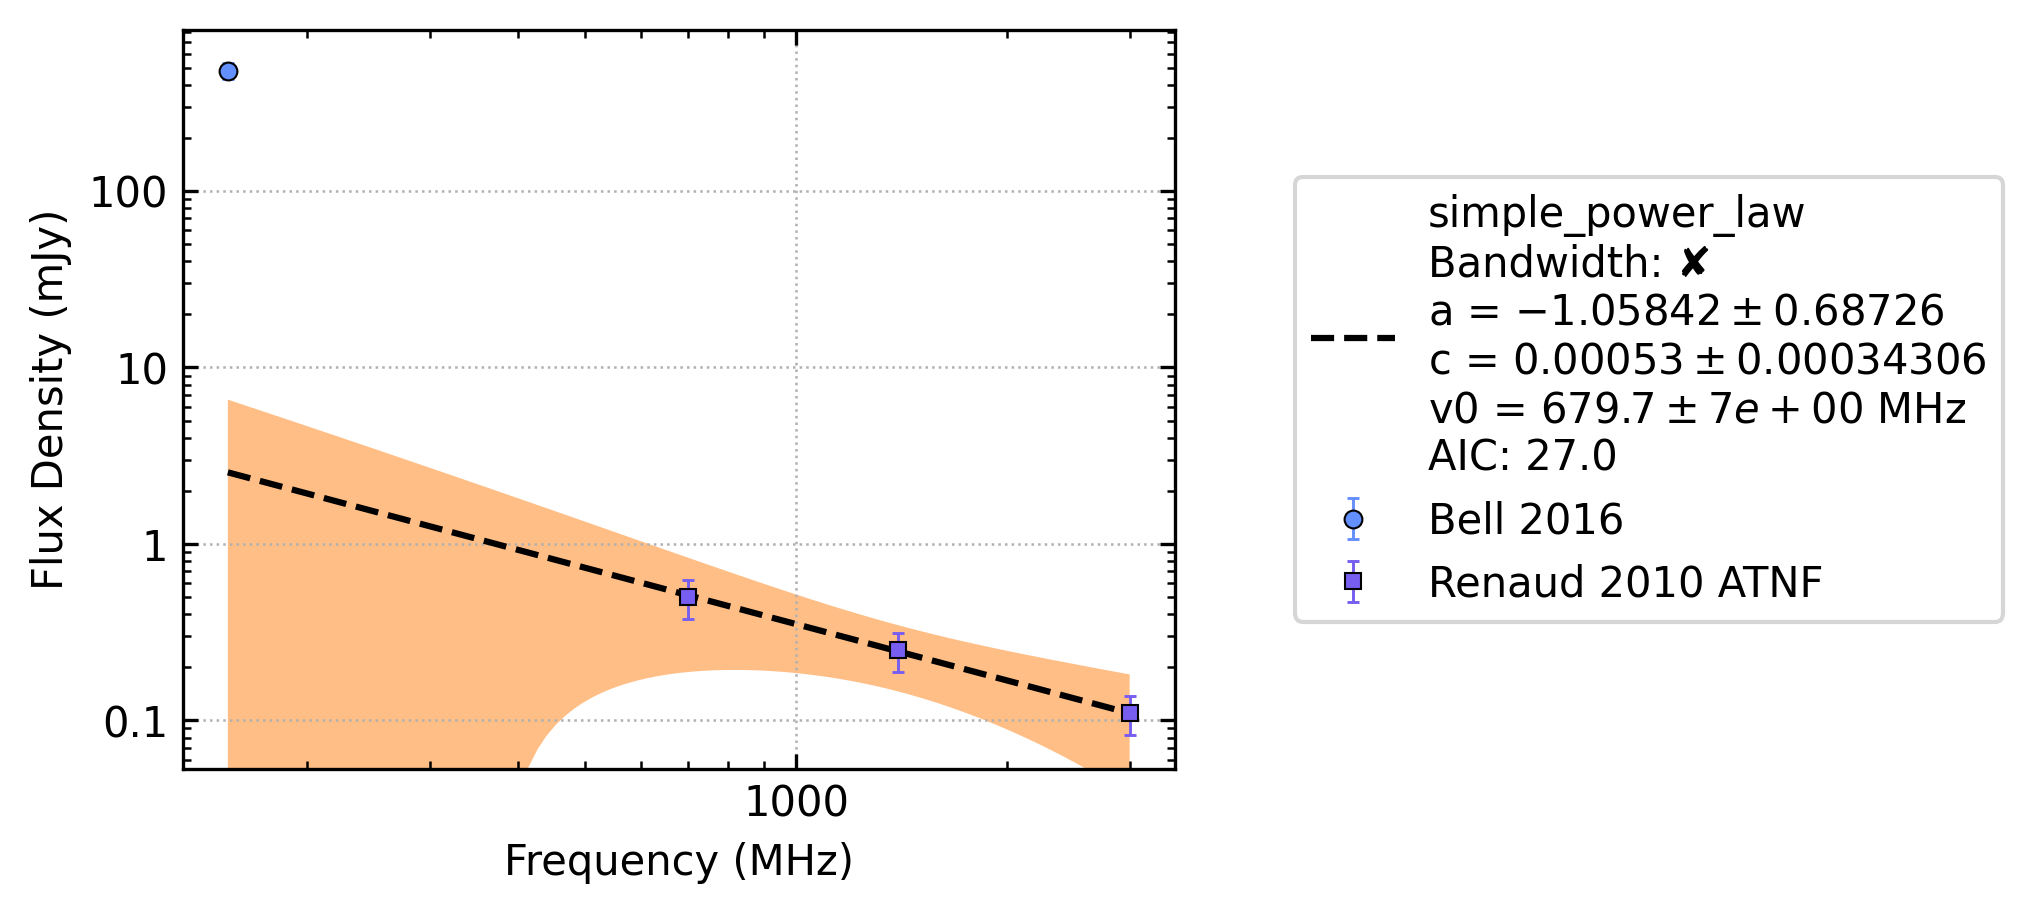 100
10
1
0.1
1000
Flux Density (mJy)
Frequency (MHz)
simple_power_law
Bandwidth: ✘
a = −1.05842 ± 0.68726
c = 0.00053 ± 0.00034306
v0 = 679.7 ± 7e + 00 MHz
AIC: 27.0
Bell 2016
Renaud 2010 ATNF